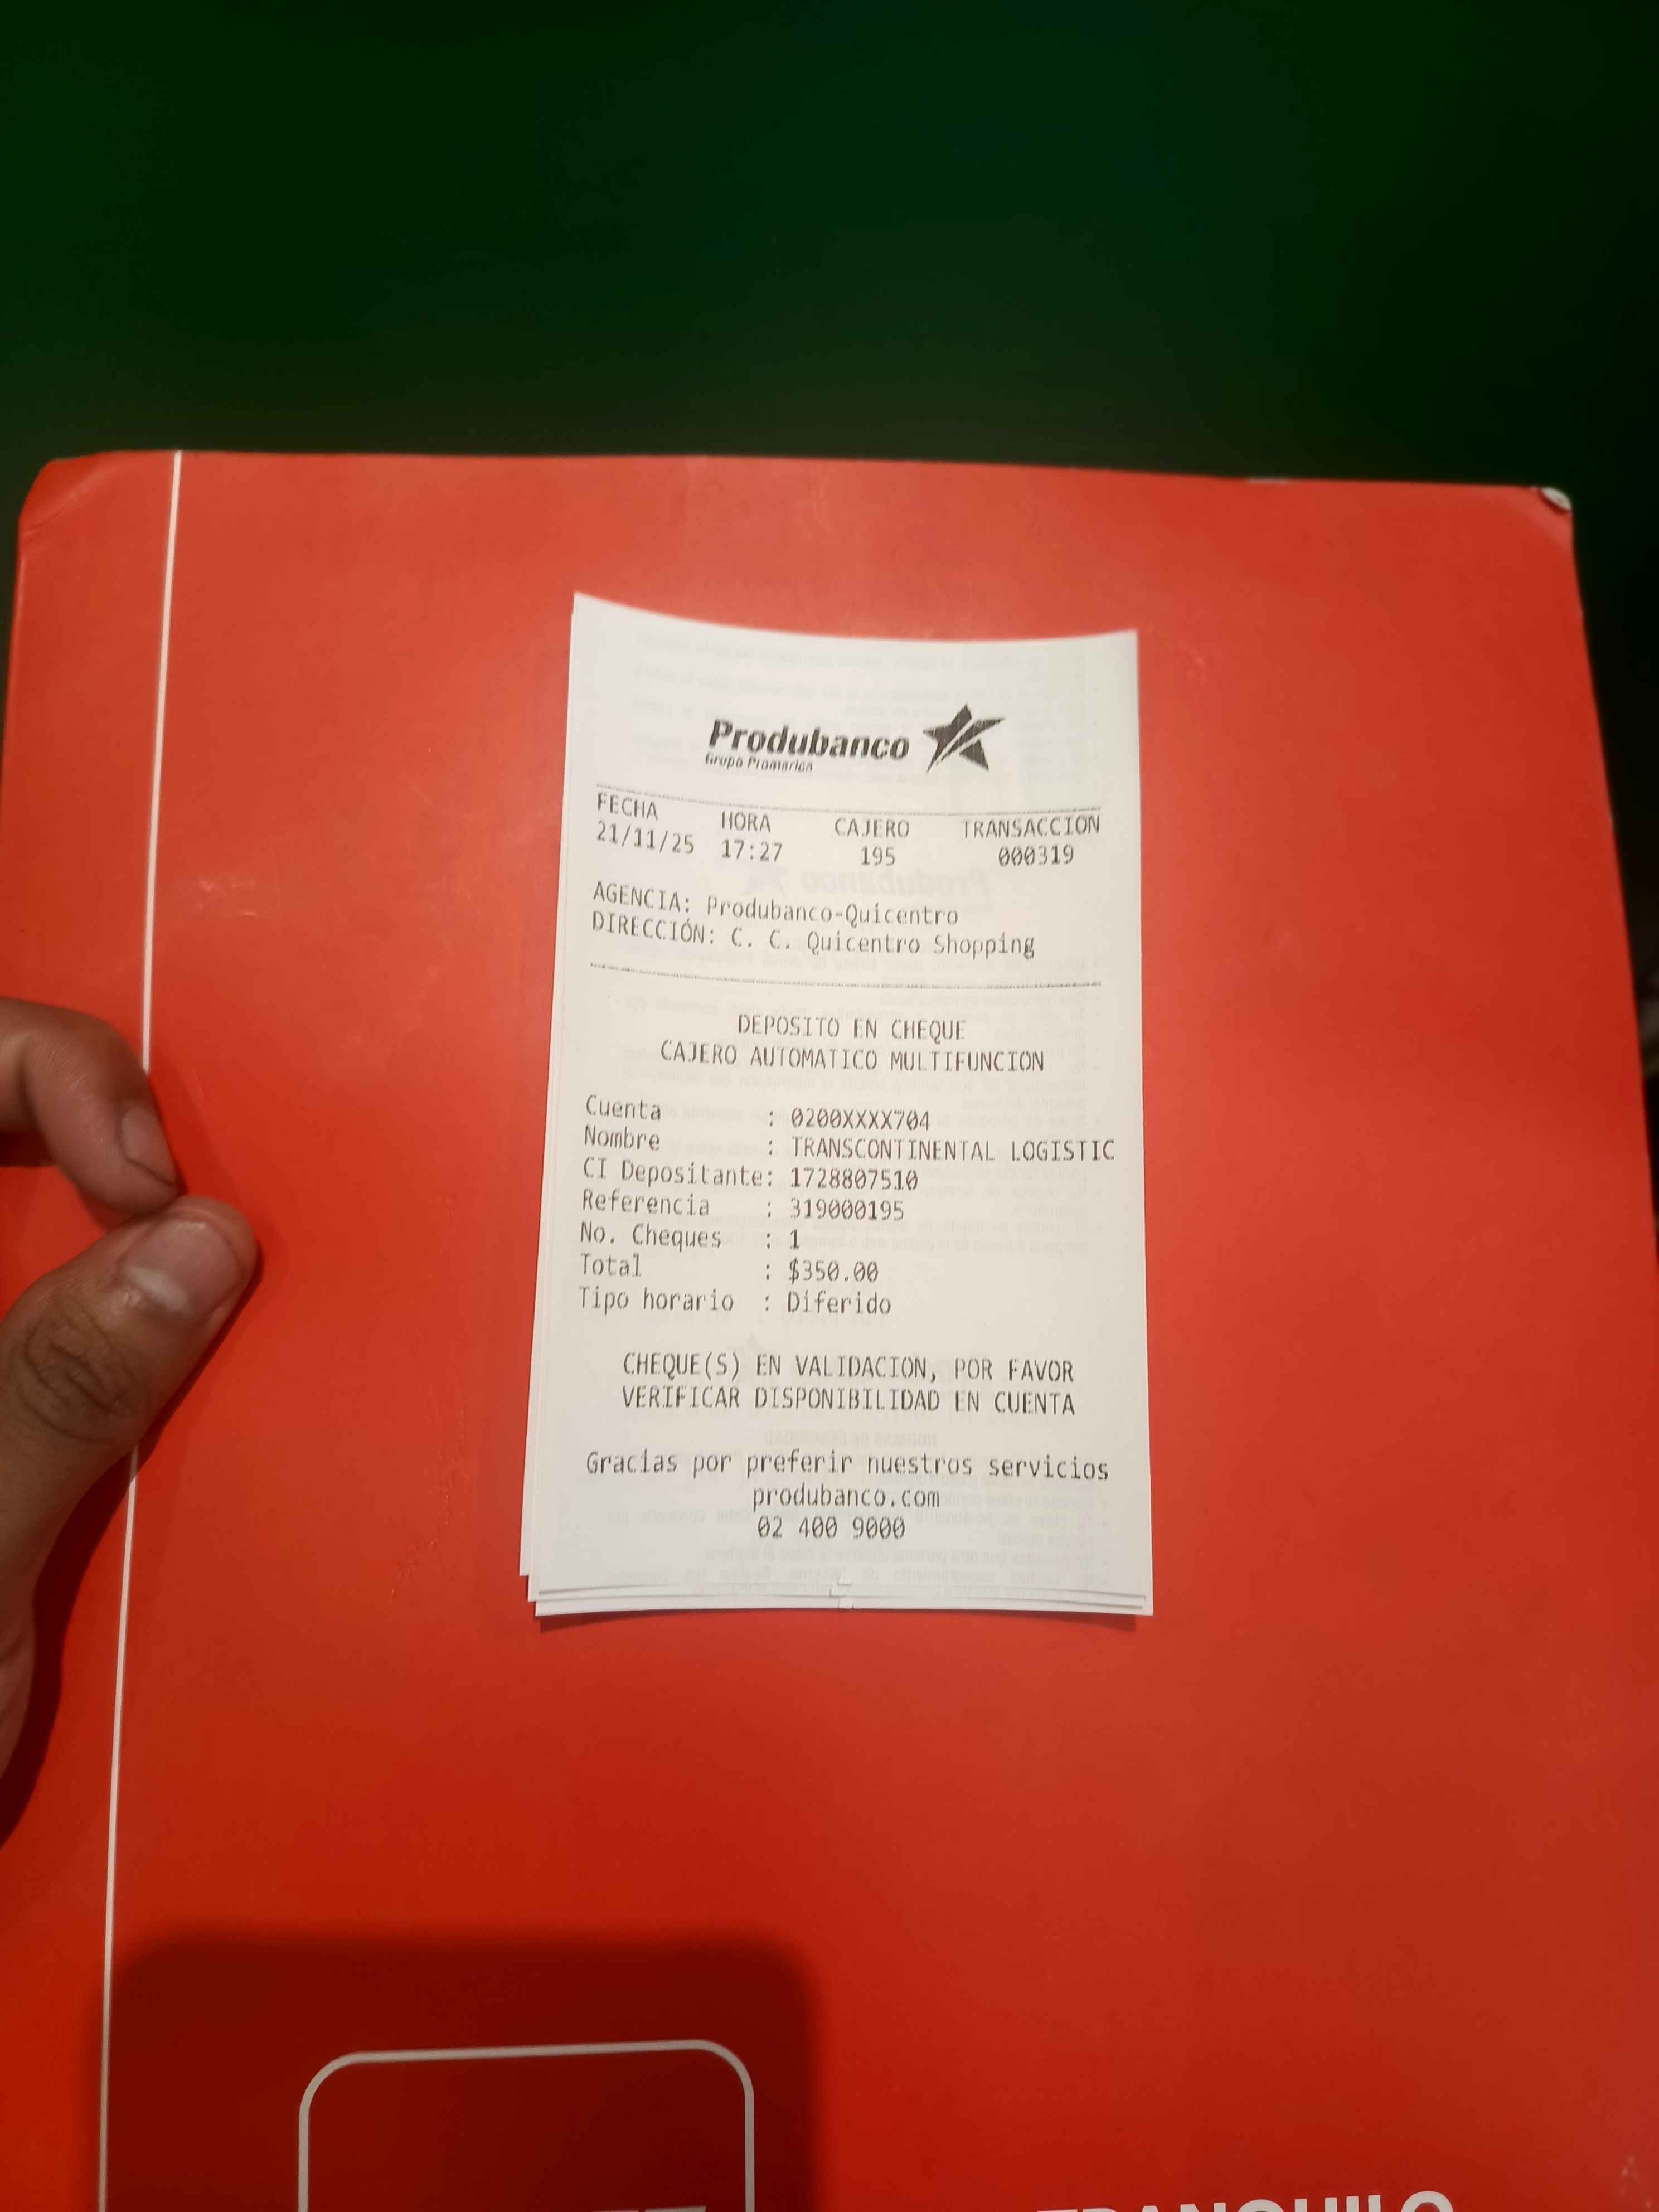 Produbanco
Grupo Promerica
FECHA HORA CAJERO TRANSACCION
21/11/25 17:27 195 000319
AGENCIA: Produbanco-Quicentro
DIRECCIÓN: C. C. Quicentro Shopping
DEPOSITO EN CHEQUE
CAJERO AUTOMATICO MULTIFUNCION
Cuenta : 0200XXXX704
Nombre : TRANSCONTINENTAL LOGISTIC
CI Depositante: 1728807510
Referencia : 319000195
No. Cheques : 1
Total : $350.00
Tipo horario : Diferido
CHEQUE(S) EN VALIDACION, POR FAVOR
VERIFICAR DISPONIBILIDAD EN CUENTA
Gracias por preferir nuestros servicios
produbanco.com
02 400 9000
TRANQUILO